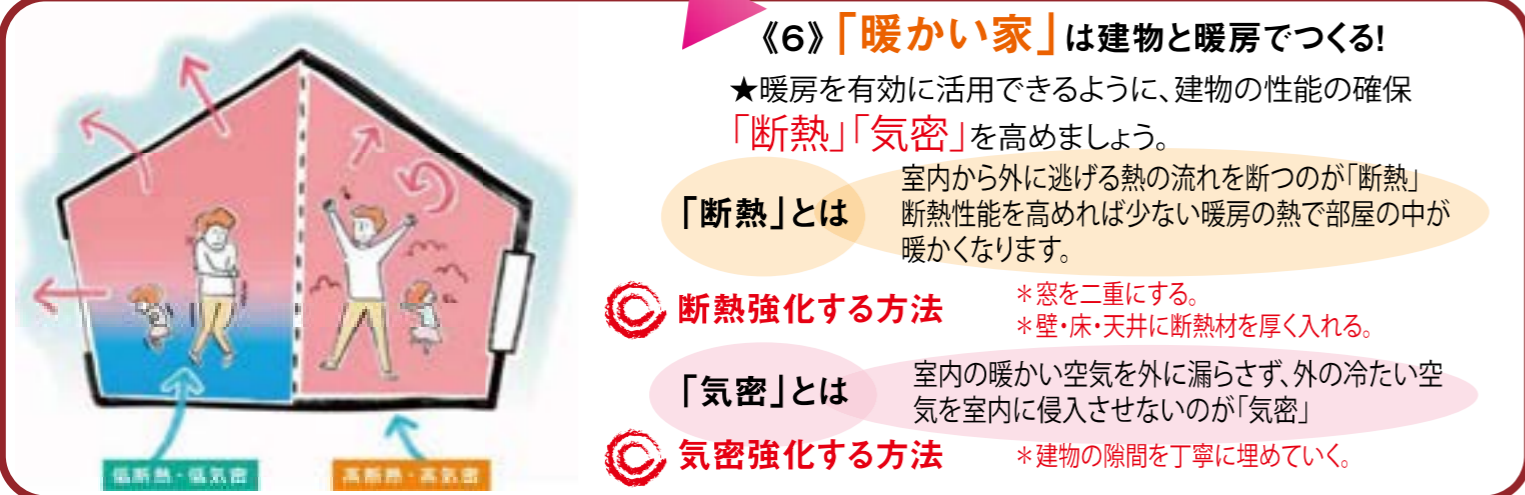 《6》「暖かい家」は建物と暖房でつくる!
★暖房を有効に活用できるように、建物の性能の確保
「断熱」「気密」を高めましょう。
「断熱」とは
室内から外に逃げる熱の流れを断つのが「断熱」
断熱性能を高めれば少ない暖房の熱で部屋の中が
暖かくなります。
断熱強化する方法
＊窓を二重にする。
＊壁・床・天井に断熱材を厚く入れる。
「気密」とは
室内の暖かい空気を外に漏らさず、外の冷たい空
気を室内に侵入させないのが「気密」
気密強化する方法
＊建物の隙間を丁寧に埋めていく。
低断熱・低気密
高断熱・高気密